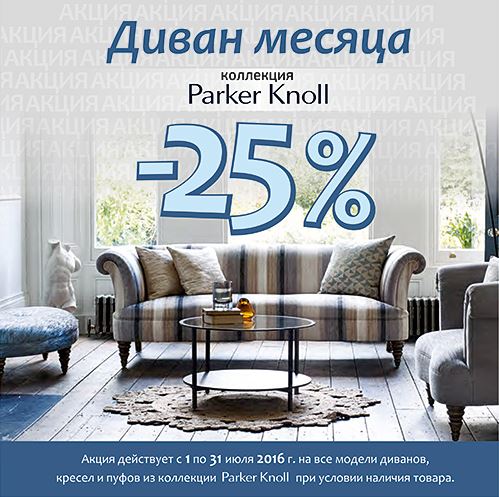 Диван месяца
коллекция
Parker Knoll
-25%
Акция действует с 1 по 31 июля 2016 г. на все модели диванов,
кресел и пуфов из коллекции Parker Knoll при условии наличия товара.